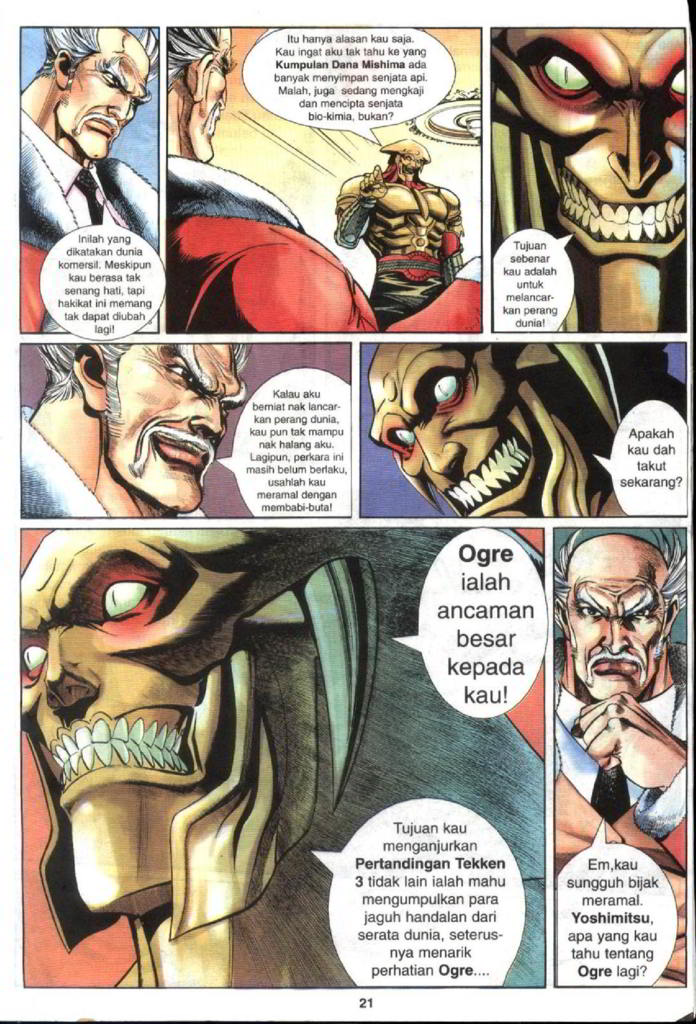 Inilah yang
dikatakan dunia
komersil. Meskipun
kau berasa tak
senang hati, tapi
hakikat ini memang
tak dapat diubah
lagi!
Itu hanya alasan kau saja.
Kau ingat aku tak tahu ke yang
Kumpulan Dana Mishima ada
banyak menyimpan senjata api.
Malah, juga sedang mengkaji
dan mencipta senjata
bio-kimia, bukan?
Tujuan
sebenar
kau adalah
untuk
melancar-
kan perang
dunia!
Kalau aku
berniat nak lancar-
kan perang dunia,
kau pun tak mampu
nak halang aku.
Lagipun, perkara ini
masih belum berlaku,
usahlah kau
meramal dengan
membabi-buta!
Apakah
kau dah
takut
sekarang?
Ogre
ialah
ancaman
besar
kepada
kau!
Tujuan kau
menganjurkan
Pertandingan Tekken
3 tidak lain ialah mahu
mengumpulkan para
jaguh handalan dari
serata dunia, seterus-
nya menarik
perhatian Ogre....
Em,kau
sungguh bijak
meramal.
Yoshimitsu,
apa yang kau
tahu tentang
Ogre lagi?
21